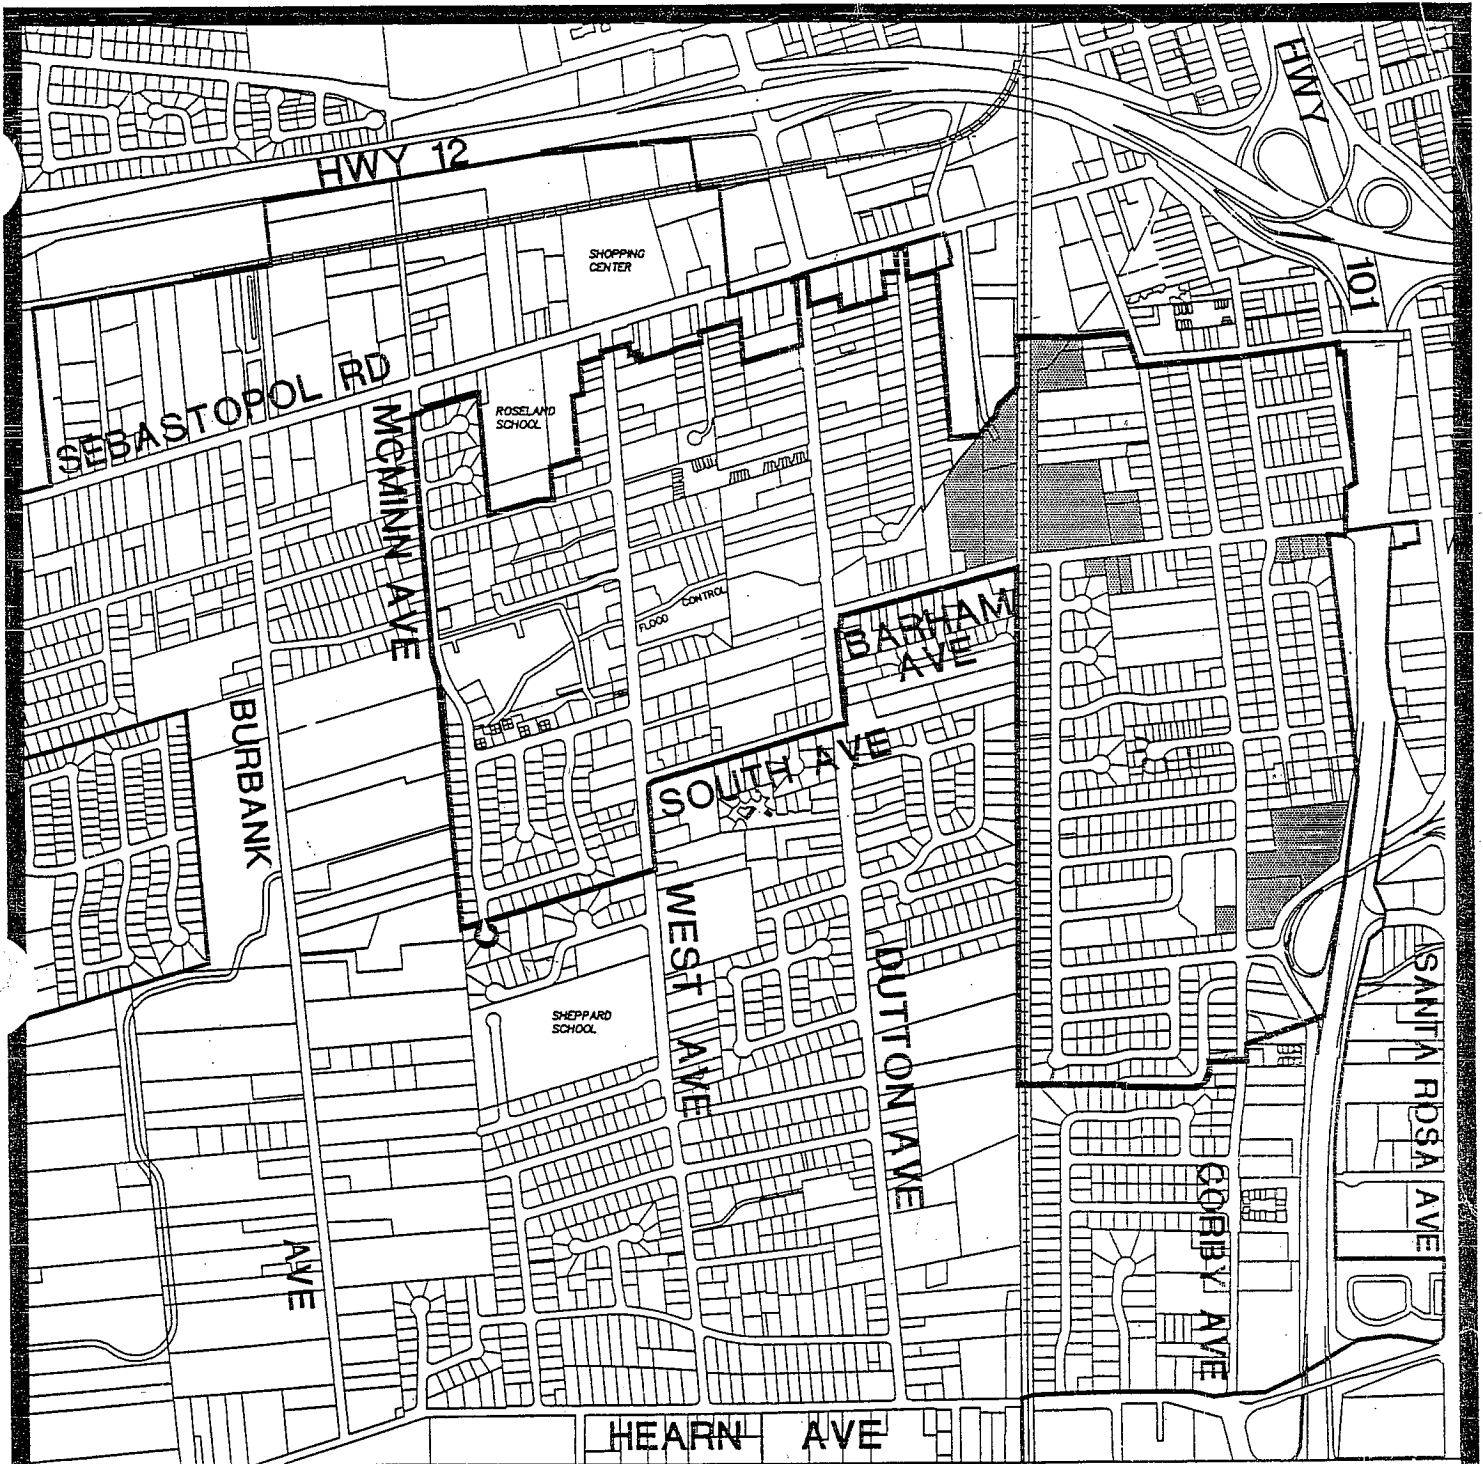 HWY
HWY 12
SHOPPING
CENTER
101
SEBASTOPOL RD
MCMINN AVE
ROSELAND
SCHOOL
FLOOD CONTROL
BARHAM
AVE
BURBANK
SOUTH AVE
WEST AVE
DUTTON AVE
SANTA ROSA AVE
SHEPPARD
SCHOOL
CORBY AVE
AVE
HEARN AVE